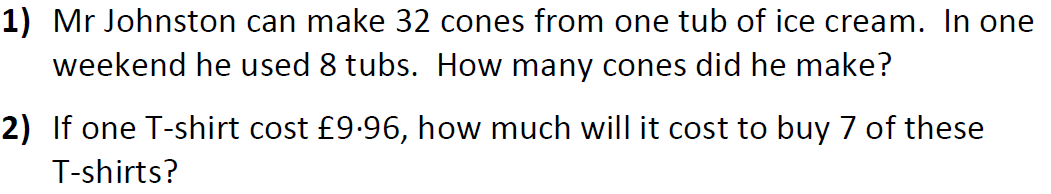 1) Mr Johnston can make 32 cones from one tub of ice cream. In one
weekend he used 8 tubs. How many cones did he make?
2) If one T-shirt cost £9·96, how much will it cost to buy 7 of these
T-shirts?